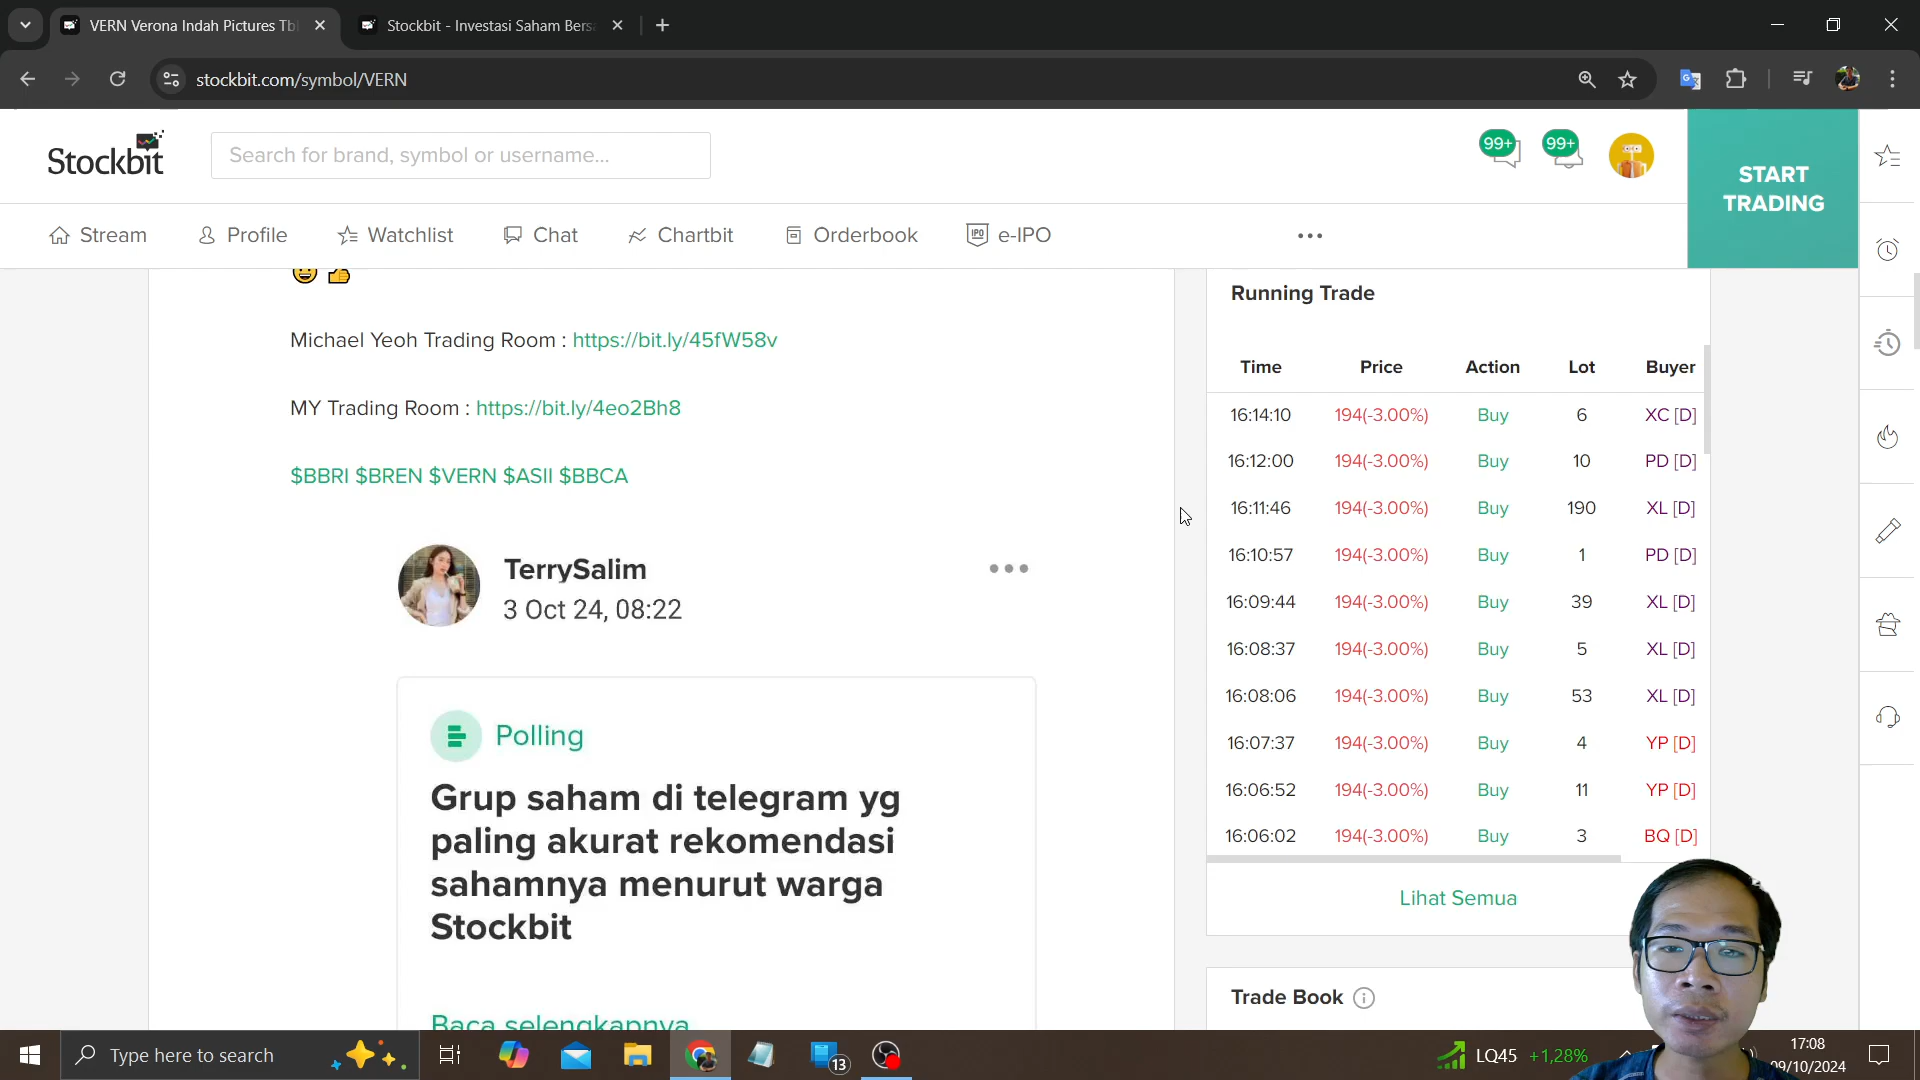 VERN Verona Indah Pictures Tb
Stockbit - Investasi Saham Bers
stockbit.com/symbol/VERN
Stockbit
Search for brand, symbol or username...
99+
99+
START
TRADING
Stream
Profile
Watchlist
Chat
Chartbit
Orderbook
IPO
e-IPO
Michael Yeoh Trading Room : https://bit.ly/45fW58v
MY Trading Room : https://bit.ly/4eo2Bh8
$BBRI $BREN $VERN $ASII $BBCA
TerrySalim
3 Oct 24, 08:22
Polling
Grup saham di telegram yg
paling akurat rekomendasi
sahamnya menurut warga
Stockbit
Baca selengkapnya
Running Trade
Time Price Action Lot Buyer
16:14:10 194(-3.00%) Buy 6 XC [D]
16:12:00 194(-3.00%) Buy 10 PD [D]
16:11:46 194(-3.00%) Buy 190 XL [D]
16:10:57 194(-3.00%) Buy 1 PD [D]
16:09:44 194(-3.00%) Buy 39 XL [D]
16:08:37 194(-3.00%) Buy 5 XL [D]
16:08:06 194(-3.00%) Buy 53 XL [D]
16:07:37 194(-3.00%) Buy 4 YP [D]
16:06:52 194(-3.00%) Buy 11 YP [D]
16:06:02 194(-3.00%) Buy 3 BQ [D]
Lihat Semua
Trade Book
Type here to search
13
LQ45 +1,28%
17:08
09/10/2024